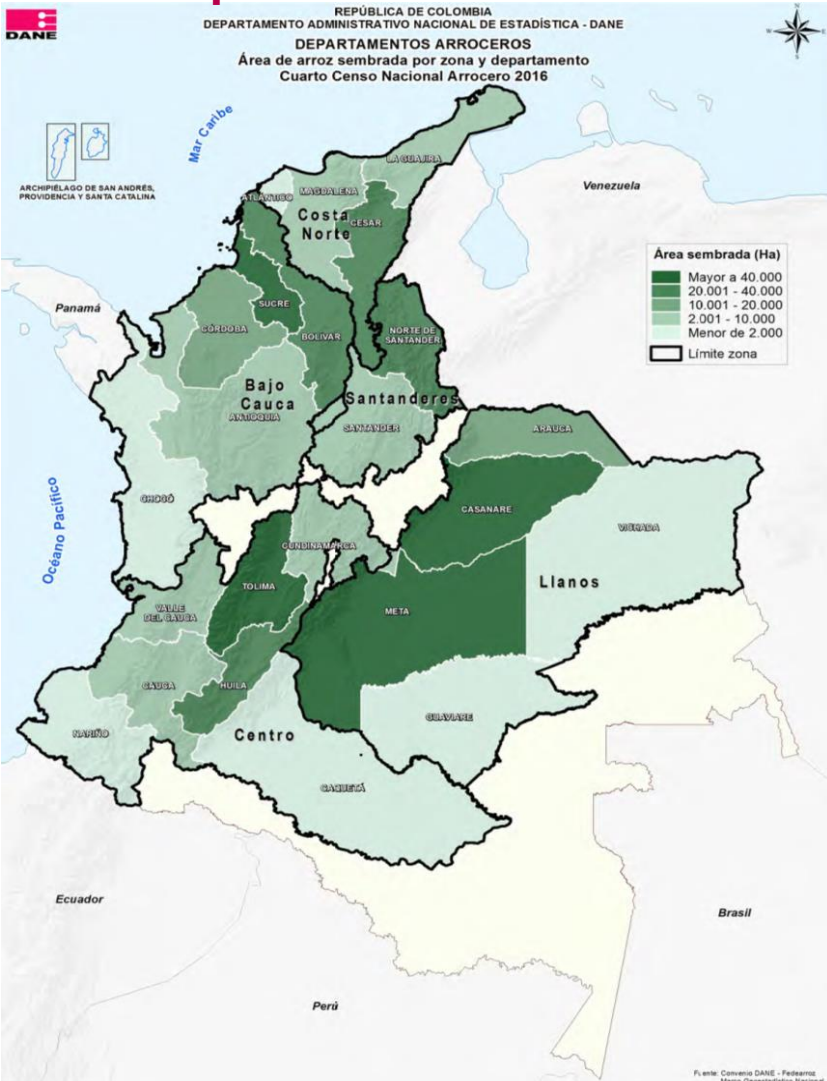 DANE
REPÚBLICA DE COLOMBIA
DEPARTAMENTO ADMINISTRATIVO NACIONAL DE ESTADÍSTICA - DANE
DEPARTAMENTOS ARROCEROS
Área de arroz sembrada por zona y departamento
Cuarto Censo Nacional Arrocero 2016
N
W
E
S
Mar Caribe
ARCHIPIÉLAGO DE SAN ANDRÉS,
PROVIDENCIA Y SANTA CATALINA
LA GUAJIRA
MAGDALENA
ATLÁNTICO
Venezuela
Costa
Norte
CESAR
Área sembrada (Ha)
Mayor a 40.000
20.001 - 40.000
10.001 - 20.000
2.001 - 10.000
Menor de 2.000
Límite zona
Panamá
SUCRE
CÓRDOBA
BOLÍVAR
NORTE DE
SANTANDER
Bajo
Cauca
ANTIOQUIA
Santanderes
SANTANDER
ARAUCA
Océano Pacífico
CHOCÓ
CASANARE
VICHADA
CUNDINAMARCA
TOLIMA
Llanos
VALLE
DEL CAUCA
META
CAUCA
HUILA
GUAVIARE
NARIÑO
Centro
CAQUETÁ
Ecuador
Brasil
Perú
Fuente: Convenio DANE - Fedearroz
Marco Geoestadístico Nacional